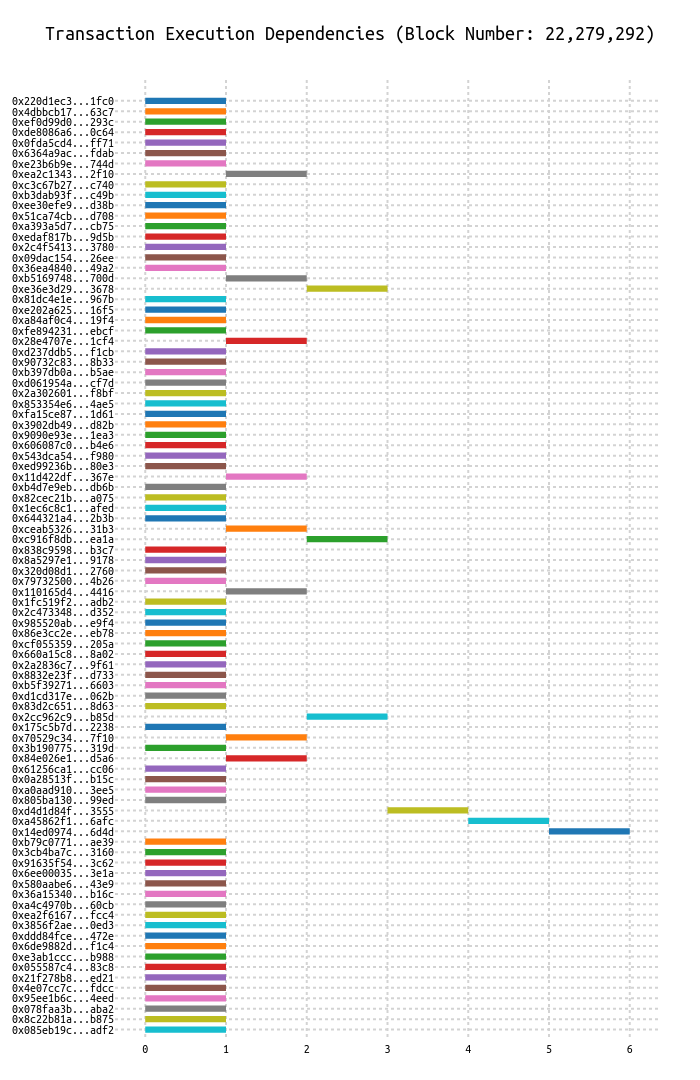 Transaction Execution Dependencies (Block Number: 22,279,292)
0x220d1ec3...1fc0
0x4dbbcb17...63c7
0xef0d99d0...293c
0xde8086a6...0c64
0x0fda5cd4...ff71
0x6364a9ac...fdab
0xe23b6b9e...744d
0xea2c1343...2f10
0xc3c67b27...c740
0xb3dab93f...c49b
0xee30efe9...d38b
0x51ca74cb...d708
0xa393a5d7...cb75
0xedaf817b...9d5b
0x2c4f5413...3780
0x09dac154...26ee
0x36ea4840...49a2
0xb5169748...700d
0xe36e3d29...3678
0x81dc4e1e...967b
0xe202a625...16f5
0xa84af0c4...19f4
0xfe894231...ebcf
0x28e4707e...1cf4
0xd237ddb5...f1cb
0x90732c83...8b33
0xb397db0a...b5ae
0xd061954a...cf7d
0x2a302601...f8bf
0x853354e6...4ae5
0xfa15ce87...1d61
0x3902db49...d82b
0x9090e93e...1ea3
0x606087c0...b4e6
0x543dca54...f980
0xed99236b...80e3
0x11d422df...367e
0xb4d7e9eb...db6b
0x82cec21b...a075
0x1ec6c8c1...afed
0x644321a4...2b3b
0xceab5326...31b3
0xc916f8db...ea1a
0x838c9598...b3c7
0x8a5297e1...9178
0x320d08d1...2760
0x79732500...4b26
0x110165d4...4416
0x1fc519f2...adb2
0x2c473348...d352
0x985520ab...e9f4
0x86e3cc2e...eb78
0xcf055359...205a
0x660a15c8...8a02
0x2a2836c7...9f61
0x8832e23f...d733
0xb5f39271...6603
0xd1cd317e...062b
0x83d2c651...8d63
0x2cc962c9...b85d
0x175c5b7d...2238
0x70529c34...7f10
0x3b190775...319d
0x84e026e1...d5a6
0x61256ca1...cc06
0x0a28513f...b15c
0xa0aad910...3ee5
0x805ba130...99ed
0xd4d1d84f...3555
0xa45862f1...6afc
0x14ed0974...6d4d
0xb79c0771...ae39
0x3cb4ba7c...3160
0x91635f54...3c62
0x6ee00035...3e1a
0x580aabe6...43e9
0x36a15340...b16c
0xa4c4970b...60cb
0xea2f6167...fcc4
0x3856f2ae...0ed3
0xddd84fce...472e
0x6de9882d...f1c4
0xe3ab1ccc...b988
0x055587c4...83c8
0x21f278b8...ed21
0x4e07cc7c...fdcc
0x95ee1b6c...4eed
0x078faa3b...aba2
0x8c22b81a...b875
0x085eb19c...adf2
0 1 2 3 4 5 6